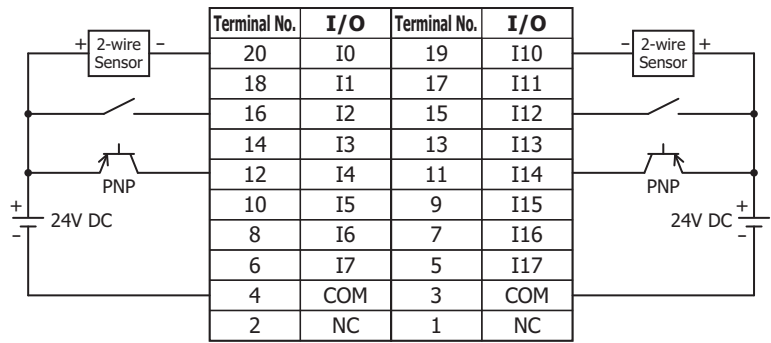 Terminal No. I/O Terminal No. I/O
+ 2-wire Sensor – 20 I0 19 I10 – 2-wire Sensor +
18 I1 17 I11
16 I2 15 I12
14 I3 13 I13
12 I4 11 I14
PNP PNP
10 I5 9 I15
+ 24V DC – 24V DC + –
8 I6 7 I16
6 I7 5 I17
4 COM 3 COM
2 NC 1 NC